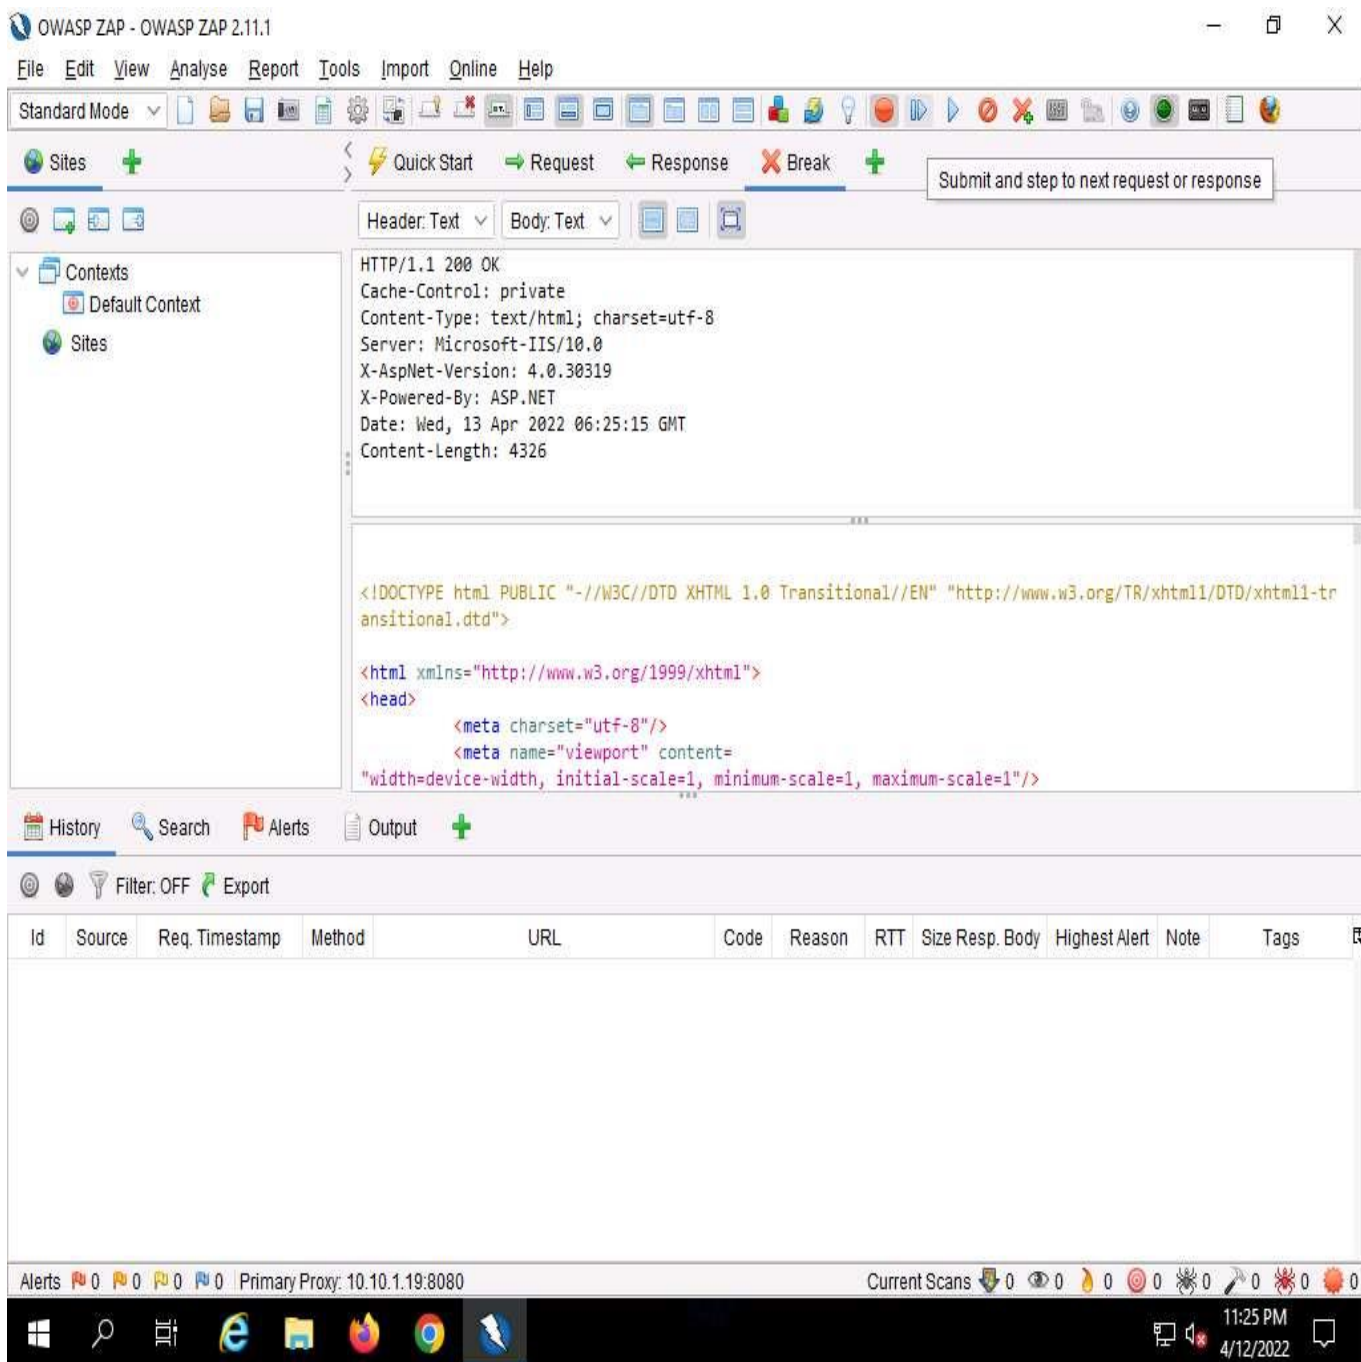 OWASP ZAP - OWASP ZAP 2.11.1
File Edit View Analyse Report Tools Import Online Help
Standard Mode
Sites
Quick Start Request Response Break
Submit and step to next request or response
Header: Text Body: Text
Contexts
Default Context
Sites
HTTP/1.1 200 OK
Cache-Control: private
Content-Type: text/html; charset=utf-8
Server: Microsoft-IIS/10.0
X-AspNet-Version: 4.0.30319
X-Powered-By: ASP.NET
Date: Wed, 13 Apr 2022 06:25:15 GMT
Content-Length: 4326
<!DOCTYPE html PUBLIC "-//W3C//DTD XHTML 1.0 Transitional//EN" "http://www.w3.org/TR/xhtml1/DTD/xhtml1-tr
ansitional.dtd">
<html xmlns="http://www.w3.org/1999/xhtml">
<head>
<meta charset="utf-8"/>
<meta name="viewport" content=
"width=device-width, initial-scale=1, minimum-scale=1, maximum-scale=1"/>
History Search Alerts Output
Filter: OFF Export
Id Source Req. Timestamp Method URL Code Reason RTT Size Resp. Body Highest Alert Note Tags
Alerts 0 0 0 0 Primary Proxy: 10.10.1.19:8080 Current Scans 0 0 0 0 0 0 0 0
11:25 PM
4/12/2022